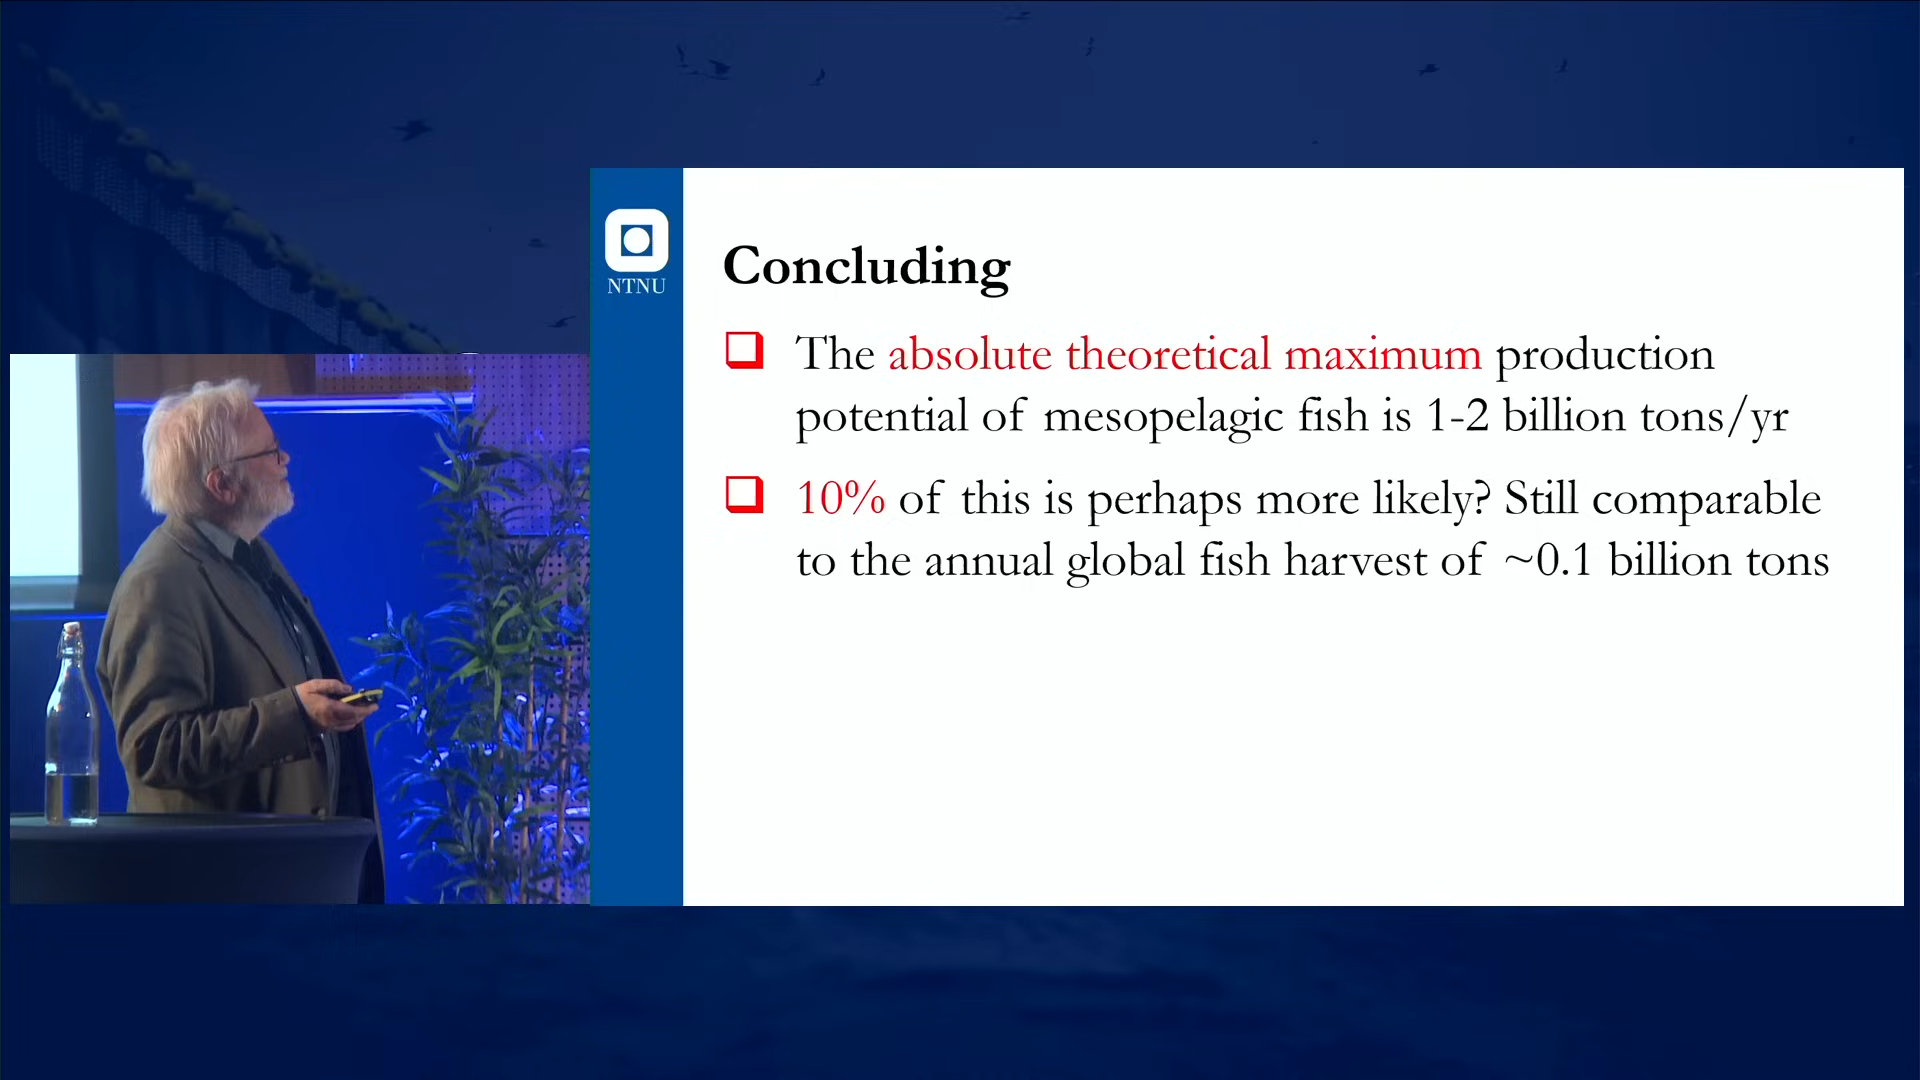 NTNU
Concluding
The absolute theoretical maximum production
potential of mesopelagic fish is 1-2 billion tons/yr
10% of this is perhaps more likely? Still comparable
to the annual global fish harvest of ~0.1 billion tons